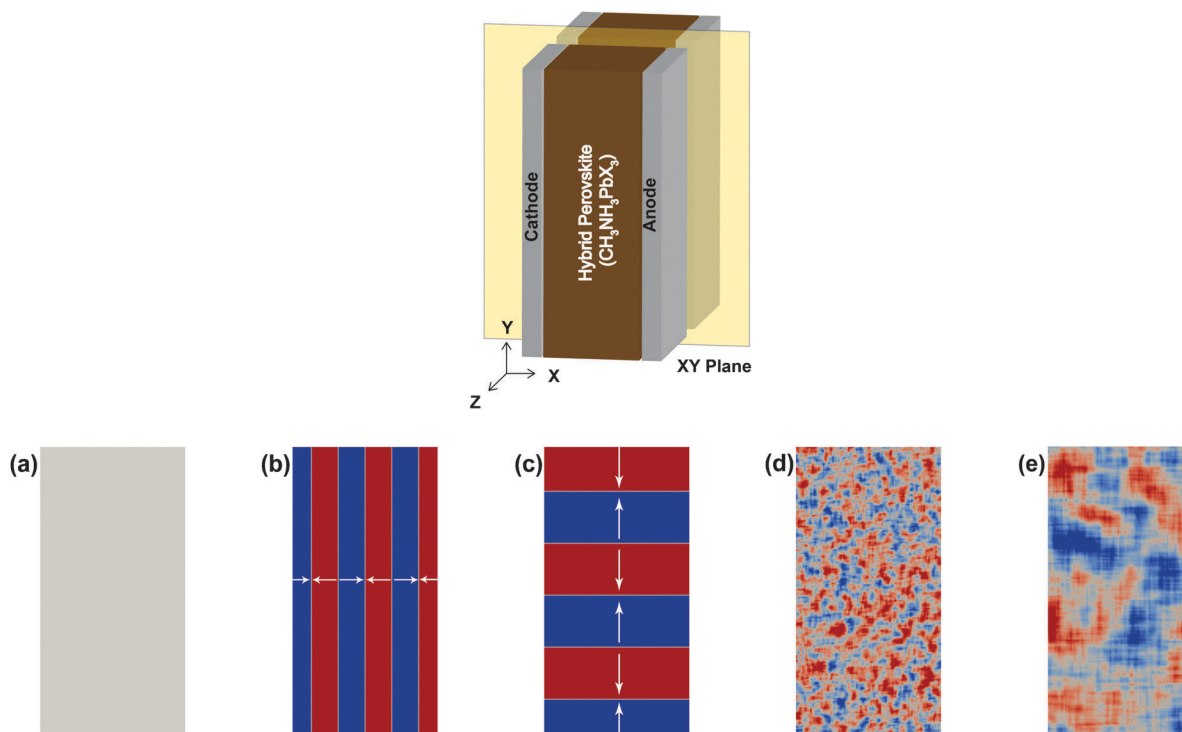 Cathode
Hybrid Perovskite
(CH₃NH₃PbX₃)
Anode
Y
X
Z
XY Plane
(a)
(b)
(c)
(d)
(e)